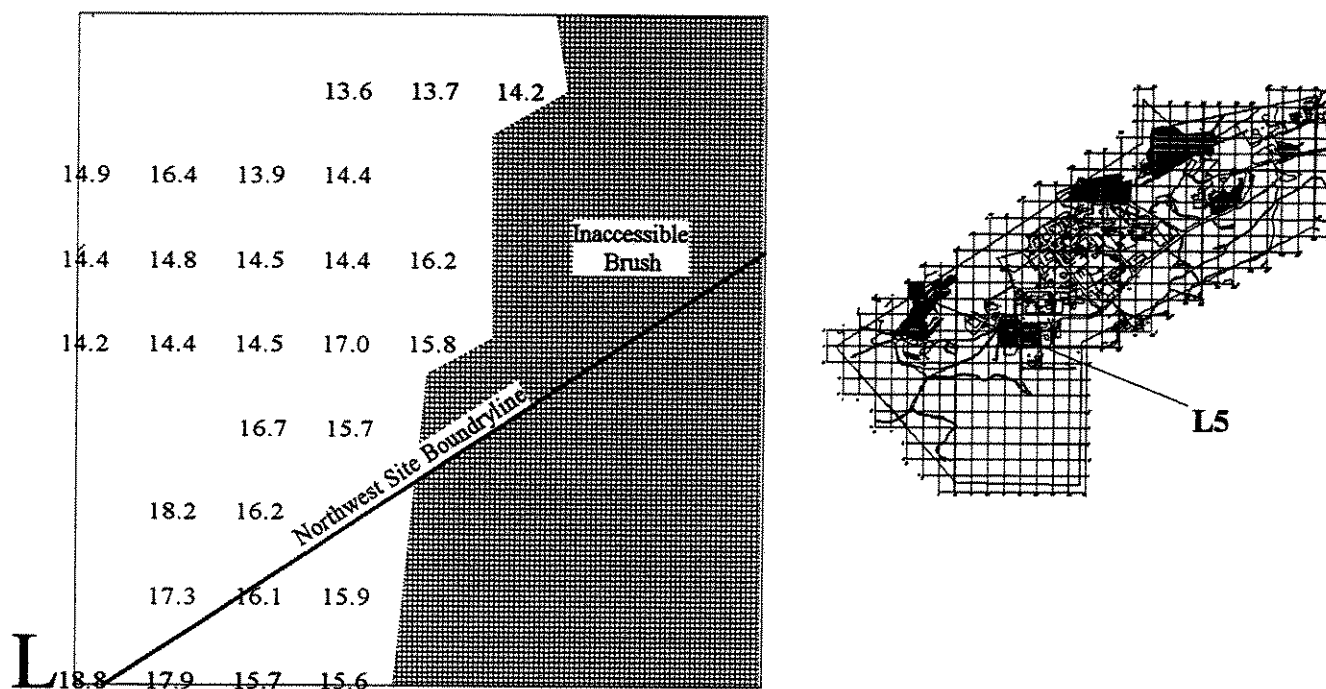 13.6 13.7 14.2
14.9 16.4 13.9 14.4
14.4 14.8 14.5 14.4 16.2
Inaccessible
Brush
14.2 14.4 14.5 17.0 15.8
16.7 15.7
Northwest Site Boundryline
18.2 16.2
17.3 16.1 15.9
L
18.8 17.9 15.7 15.6
L5